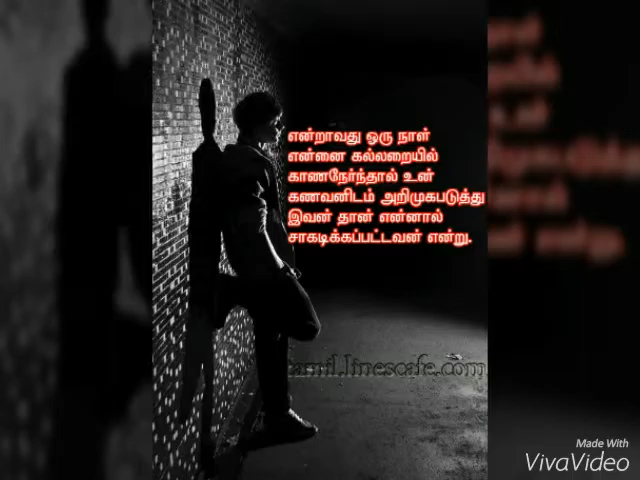 என்றாவது ஒரு நாள்
என்னை கல்லறையில்
காணநேர்ந்தால் உன்
கணவனிடம் அறிமுகபடுத்து
இவன் தான் என்னால்
சாகடிக்கப்பட்டவன் என்று.
tamil.linescafe.com
Made With
VivaVideo